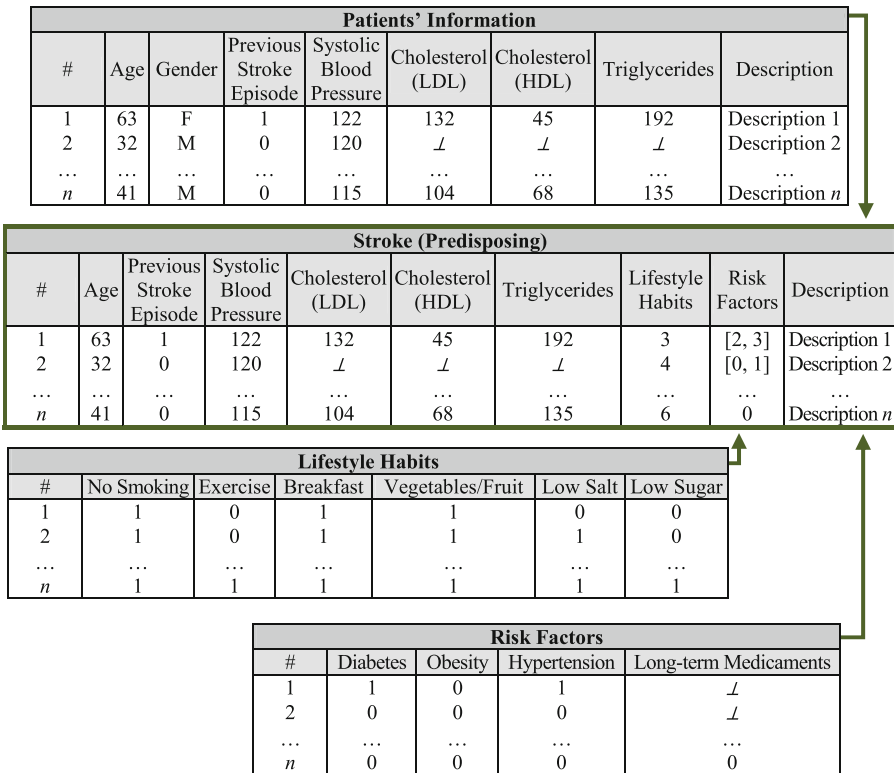 Patients' Information
# Age Gender Previous Stroke Episode Systolic Blood Pressure Cholesterol (LDL) Cholesterol (HDL) Triglycerides Description
1 63 F 1 122 132 45 192 Description 1
2 32 M 0 120 ⊥ ⊥ ⊥ Description 2
… … … … … … … … …
n 41 M 0 115 104 68 135 Description n
Stroke (Predisposing)
# Age Previous Stroke Episode Systolic Blood Pressure Cholesterol (LDL) Cholesterol (HDL) Triglycerides Lifestyle Habits Risk Factors Description
1 63 1 122 132 45 192 3 [2, 3] Description 1
2 32 0 120 ⊥ ⊥ ⊥ 4 [0, 1] Description 2
… … … … … … … … … …
n 41 0 115 104 68 135 6 0 Description n
Lifestyle Habits
# No Smoking Exercise Breakfast Vegetables/Fruit Low Salt Low Sugar
1 1 0 1 1 0 0
2 1 0 1 1 1 0
… … … … … … …
n 1 1 1 1 1 1
Risk Factors
# Diabetes Obesity Hypertension Long-term Medicaments
1 1 0 1 ⊥
2 0 0 0 ⊥
… … … … …
n 0 0 0 0